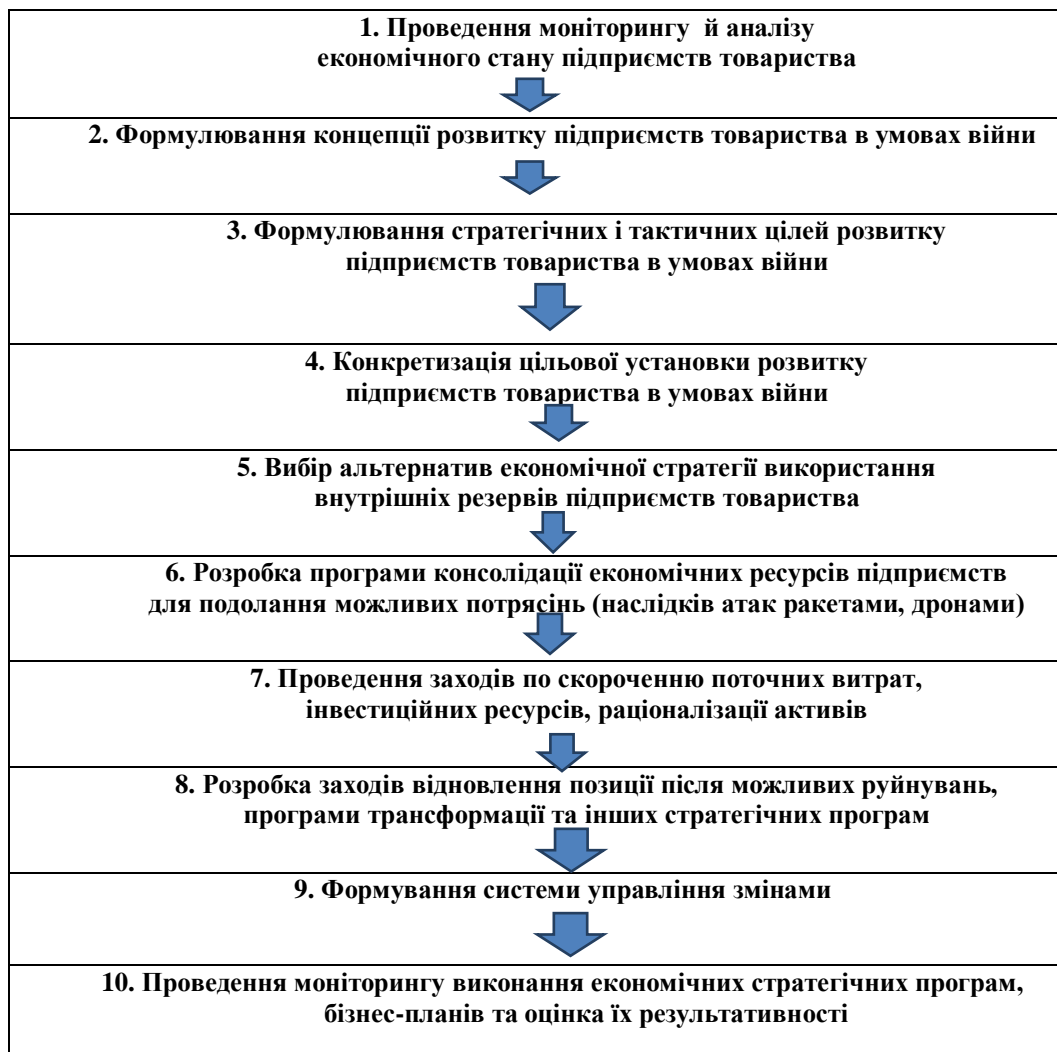 1. Проведення моніторингу й аналізу
економічного стану підприємств товариства
2. Формулювання концепції розвитку підприємств товариства в умовах війни
3. Формулювання стратегічних і тактичних цілей розвитку
підприємств товариства в умовах війни
4. Конкретизація цільової установки розвитку
підприємств товариства в умовах війни
5. Вибір альтернатив економічної стратегії використання
внутрішніх резервів підприємств товариства
6. Розробка програми консолідації економічних ресурсів підприємств
для подолання можливих потрясінь (наслідків атак ракетами, дронами)
7. Проведення заходів по скороченню поточних витрат,
інвестиційних ресурсів, раціоналізації активів
8. Розробка заходів відновлення позиції після можливих руйнувань,
програми трансформації та інших стратегічних програм
9. Формування системи управління змінами
10. Проведення моніторингу виконання економічних стратегічних програм,
бізнес-планів та оцінка їх результативності